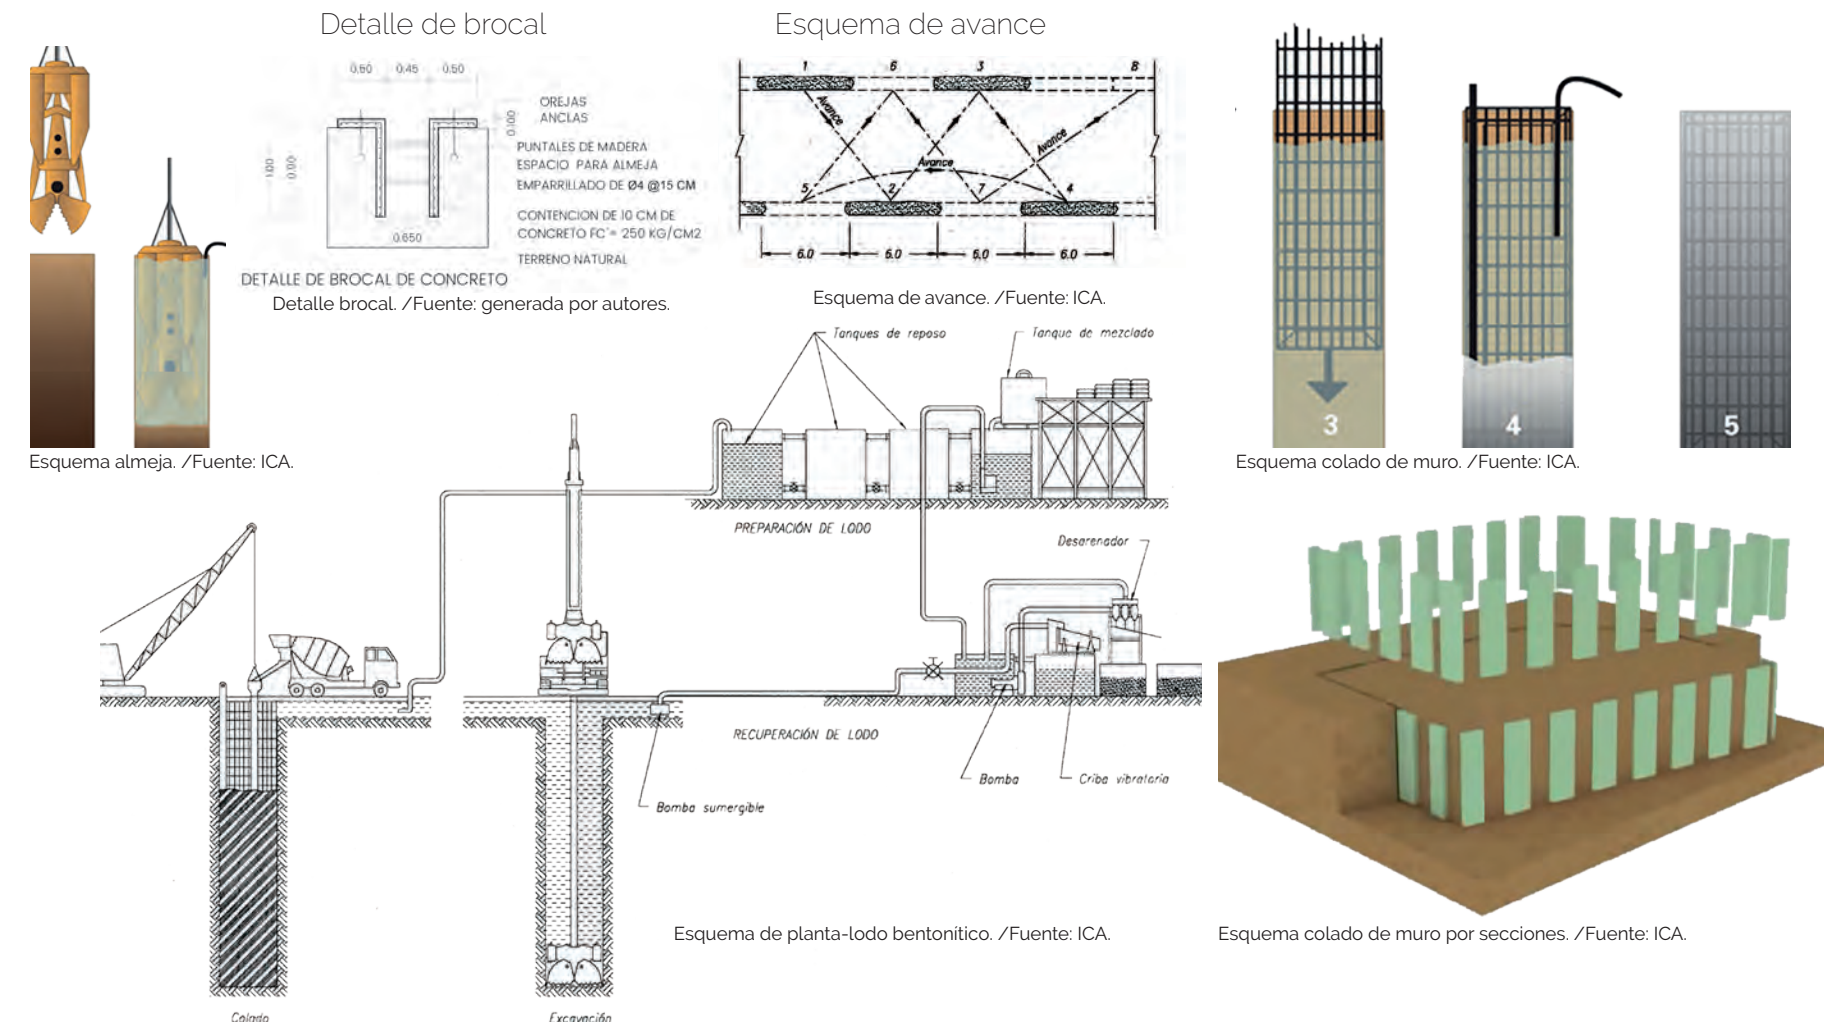 Detalle de brocal
Esquema de avance
0.60 0.45 0.50
OREJAS
ANCLAS
0.100
PUNTALES DE MADERA
ESPACIO PARA ALMEJA
EMPARRILLADO DE Ø4 @15 CM
1.00
0.90
CONTENCION DE 10 CM DE
CONCRETO FC'= 250 KG/CM2
0.650
TERRENO NATURAL
DETALLE DE BROCAL DE CONCRETO
Detalle brocal. /Fuente: generada por autores.
1 6 3 8
Avance
Avance
Avance
5 2 7 4
6.0 6.0 6.0 6.0
Esquema de avance. /Fuente: ICA.
Esquema almeja. /Fuente: ICA.
3 4 5
Esquema colado de muro. /Fuente: ICA.
Tanques de reposo
Tanque de mezclado
PREPARACIÓN DE LODO
Desarenador
RECUPERACIÓN DE LODO
Bomba sumergible
Bomba
Criba vibratoria
Colado
Excavación
Esquema de planta-lodo bentonítico. /Fuente: ICA.
Esquema colado de muro por secciones. /Fuente: ICA.